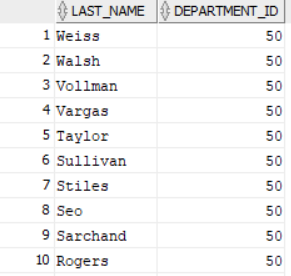 LAST_NAME DEPARTMENT_ID
1 Weiss 50
2 Walsh 50
3 Vollman 50
4 Vargas 50
5 Taylor 50
6 Sullivan 50
7 Stiles 50
8 Seo 50
9 Sarchand 50
10 Rogers 50